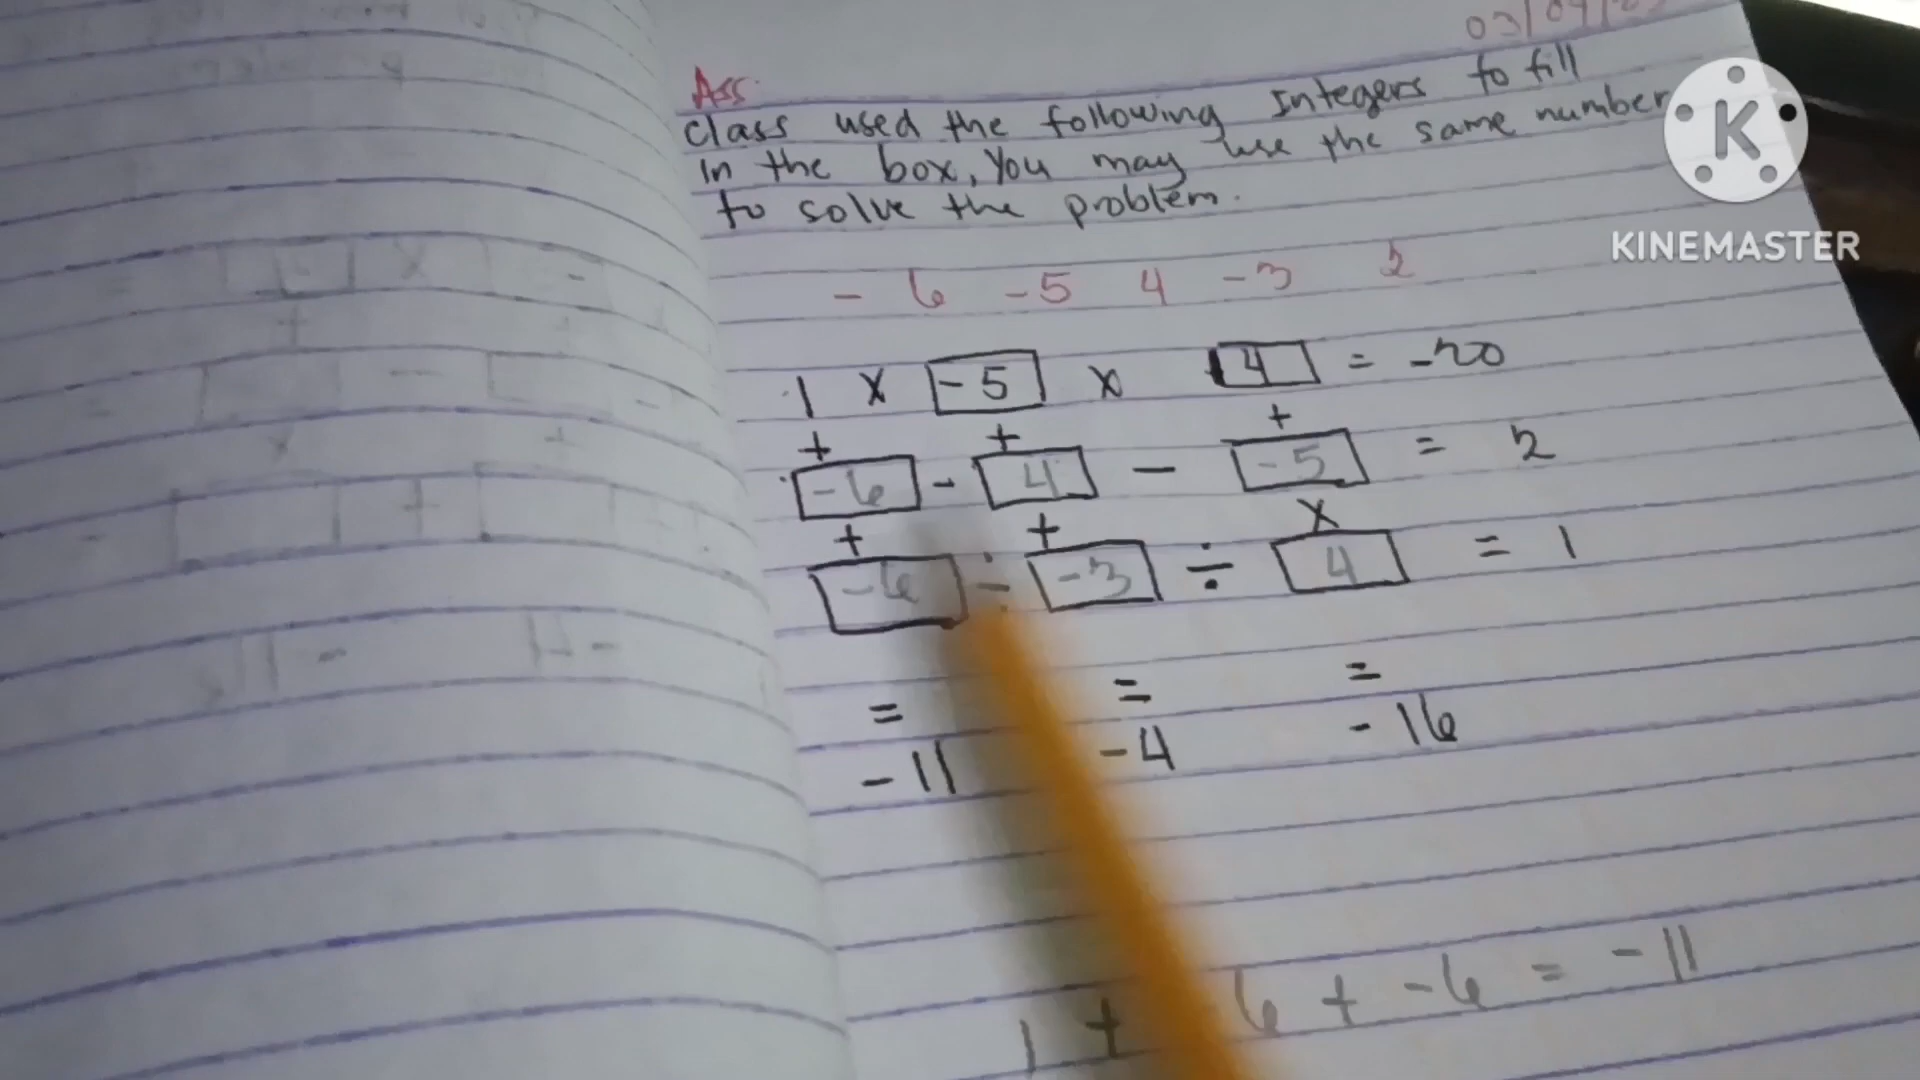 Ass.
Class used the following Integers to fill
in the box, You may use the same number
to solve the problem.
KINEMASTER
- 6 -5 4 -3 2
1 x -5 x 4 = -20
+ + +
-6 - 4 - -5 = 2
+ + x
-6 ÷ -3 ÷ 4 = 1
= = =
-11 -4 -16
1 + 6 + -6 = -11